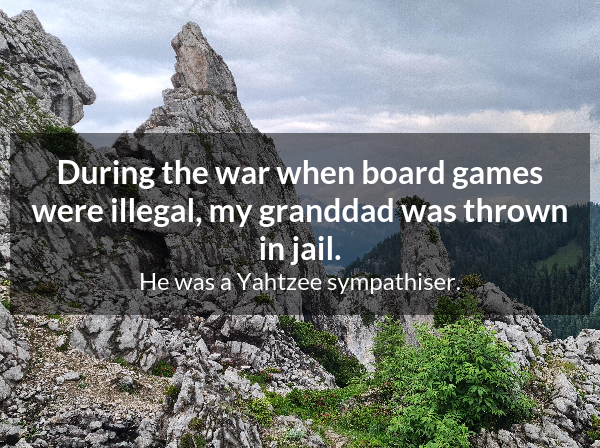 During the war when board games
were illegal, my granddad was thrown
in jail.
He was a Yahtzee sympathiser.